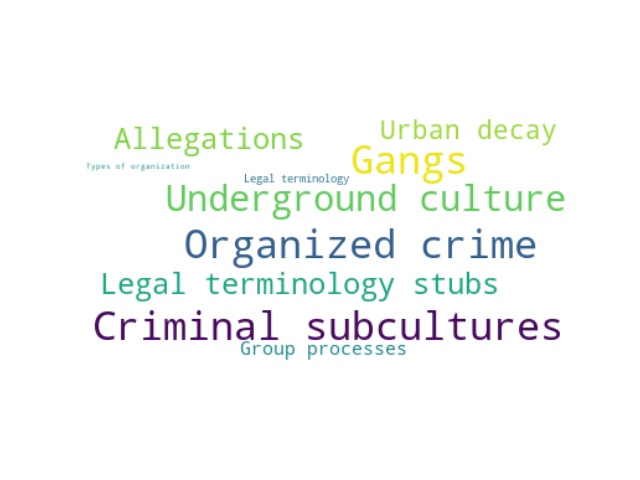 Urban decay
Allegations
Gangs
Types of organization
Legal terminology
Underground culture
Organized crime
Legal terminology stubs
Criminal subcultures
Group processes